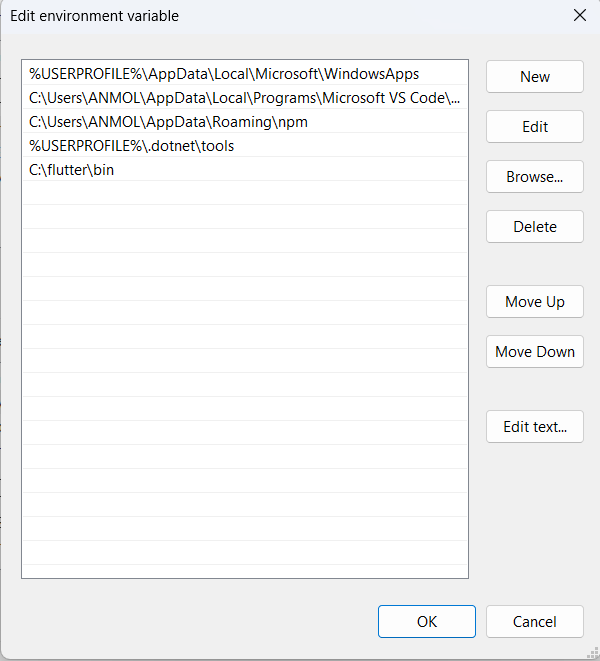 Edit environment variable
%USERPROFILE%\AppData\Local\Microsoft\WindowsApps
C:\Users\ANMOL\AppData\Local\Programs\Microsoft VS Code\...
C:\Users\ANMOL\AppData\Roaming\npm
%USERPROFILE%\.dotnet\tools
C:\flutter\bin
New
Edit
Browse...
Delete
Move Up
Move Down
Edit text...
OK
Cancel